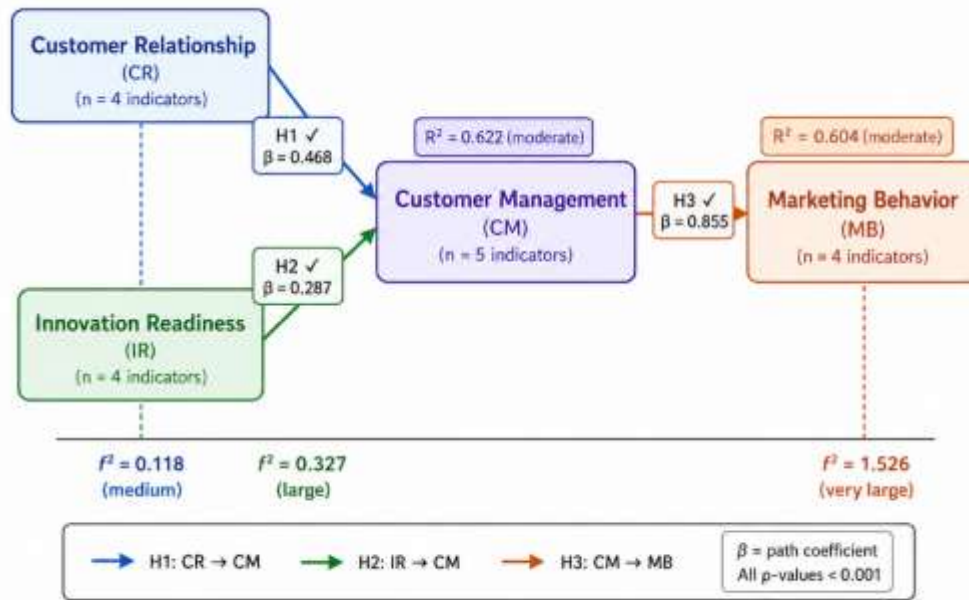 Customer Relationship
(CR)
(n = 4 indicators)
H1 ✓
β = 0.468
R² = 0.622 (moderate)
R² = 0.604 (moderate)
Customer Management
(CM)
(n = 5 indicators)
H3 ✓
β = 0.855
Marketing Behavior
(MB)
(n = 4 indicators)
H2 ✓
β = 0.287
Innovation Readiness
(IR)
(n = 4 indicators)
f² = 0.118
(medium)
f² = 0.327
(large)
f² = 1.526
(very large)
H1: CR → CM
H2: IR → CM
H3: CM → MB
β = path coefficient
All p-values < 0.001